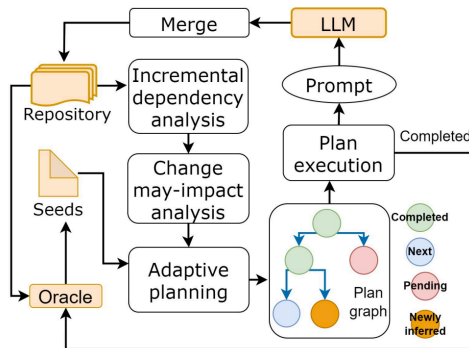 Merge
LLM
Repository
Incremental
dependency
analysis
Prompt
Plan
execution
Completed
Change
may-impact
analysis
Seeds
Adaptive
planning
Oracle
Plan
graph
Completed
Next
Pending
Newly
inferred